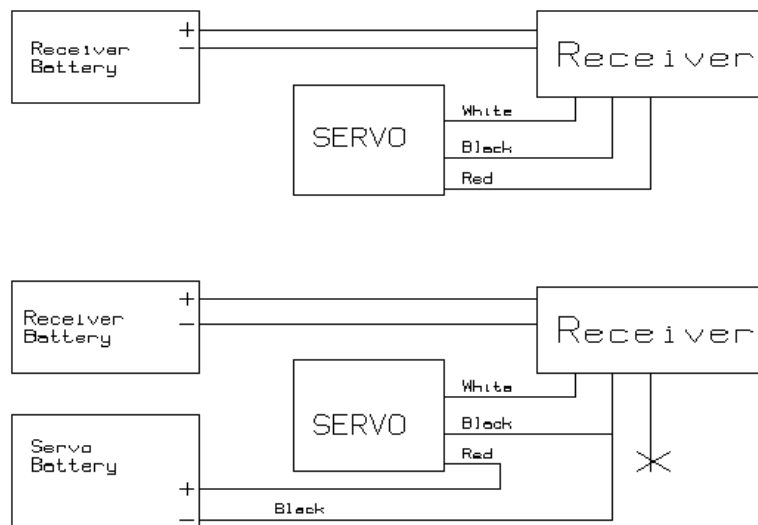 +
Receiver
Battery
−
Receiver
White
SERVO
Black
Red
+
Receiver
Battery
−
Receiver
White
SERVO
Black
Servo
Battery
Red
+
Black
−